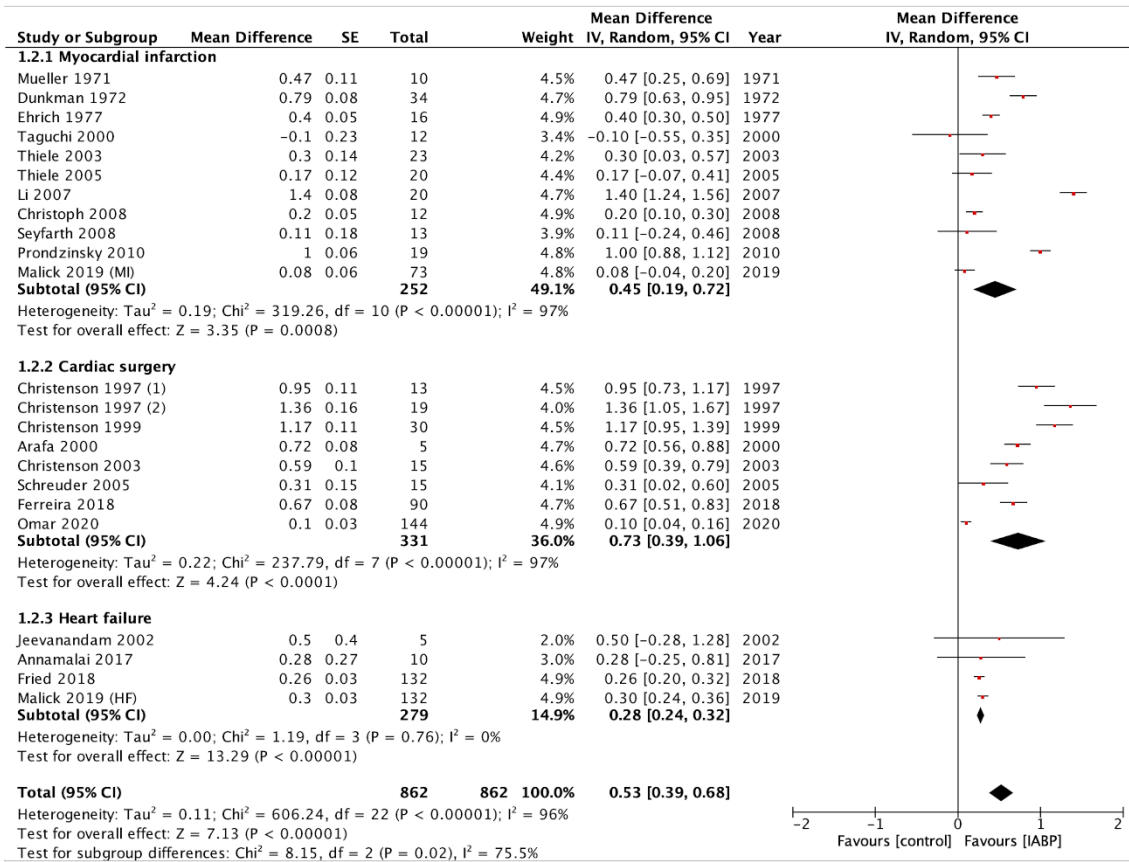 Mean Difference Mean Difference
Study or Subgroup Mean Difference SE Total Weight IV, Random, 95% CI Year IV, Random, 95% CI
1.2.1 Myocardial infarction
Mueller 1971 0.47 0.11 10 4.5% 0.47 [0.25, 0.69] 1971
Dunkman 1972 0.79 0.08 34 4.7% 0.79 [0.63, 0.95] 1972
Ehrich 1977 0.4 0.05 16 4.9% 0.40 [0.30, 0.50] 1977
Taguchi 2000 −0.1 0.23 12 3.4% −0.10 [−0.55, 0.35] 2000
Thiele 2003 0.3 0.14 23 4.2% 0.30 [0.03, 0.57] 2003
Thiele 2005 0.17 0.12 20 4.4% 0.17 [−0.07, 0.41] 2005
Li 2007 1.4 0.08 20 4.7% 1.40 [1.24, 1.56] 2007
Christoph 2008 0.2 0.05 12 4.9% 0.20 [0.10, 0.30] 2008
Seyfarth 2008 0.11 0.18 13 3.9% 0.11 [−0.24, 0.46] 2008
Prondzinsky 2010 1 0.06 19 4.8% 1.00 [0.88, 1.12] 2010
Malick 2019 (MI) 0.08 0.06 73 4.8% 0.08 [−0.04, 0.20] 2019
Subtotal (95% CI) 252 49.1% 0.45 [0.19, 0.72]
Heterogeneity: Tau² = 0.19; Chi² = 319.26, df = 10 (P < 0.00001); I² = 97%
Test for overall effect: Z = 3.35 (P = 0.0008)
1.2.2 Cardiac surgery
Christenson 1997 (1) 0.95 0.11 13 4.5% 0.95 [0.73, 1.17] 1997
Christenson 1997 (2) 1.36 0.16 19 4.0% 1.36 [1.05, 1.67] 1997
Christenson 1999 1.17 0.11 30 4.5% 1.17 [0.95, 1.39] 1999
Arafa 2000 0.72 0.08 5 4.7% 0.72 [0.56, 0.88] 2000
Christenson 2003 0.59 0.1 15 4.6% 0.59 [0.39, 0.79] 2003
Schreuder 2005 0.31 0.15 15 4.1% 0.31 [0.02, 0.60] 2005
Ferreira 2018 0.67 0.08 90 4.7% 0.67 [0.51, 0.83] 2018
Omar 2020 0.1 0.03 144 4.9% 0.10 [0.04, 0.16] 2020
Subtotal (95% CI) 331 36.0% 0.73 [0.39, 1.06]
Heterogeneity: Tau² = 0.22; Chi² = 237.79, df = 7 (P < 0.00001); I² = 97%
Test for overall effect: Z = 4.24 (P < 0.0001)
1.2.3 Heart failure
Jeevanandam 2002 0.5 0.4 5 2.0% 0.50 [−0.28, 1.28] 2002
Annamalai 2017 0.28 0.27 10 3.0% 0.28 [−0.25, 0.81] 2017
Fried 2018 0.26 0.03 132 4.9% 0.26 [0.20, 0.32] 2018
Malick 2019 (HF) 0.3 0.03 132 4.9% 0.30 [0.24, 0.36] 2019
Subtotal (95% CI) 279 14.9% 0.28 [0.24, 0.32]
Heterogeneity: Tau² = 0.00; Chi² = 1.19, df = 3 (P = 0.76); I² = 0%
Test for overall effect: Z = 13.29 (P < 0.00001)
Total (95% CI) 862 862 100.0% 0.53 [0.39, 0.68]
Heterogeneity: Tau² = 0.11; Chi² = 606.24, df = 22 (P < 0.00001); I² = 96%
Test for overall effect: Z = 7.13 (P < 0.00001)
Test for subgroup differences: Chi² = 8.15, df = 2 (P = 0.02), I² = 75.5%
−2 −1 0 1 2
Favours [control] Favours [IABP]